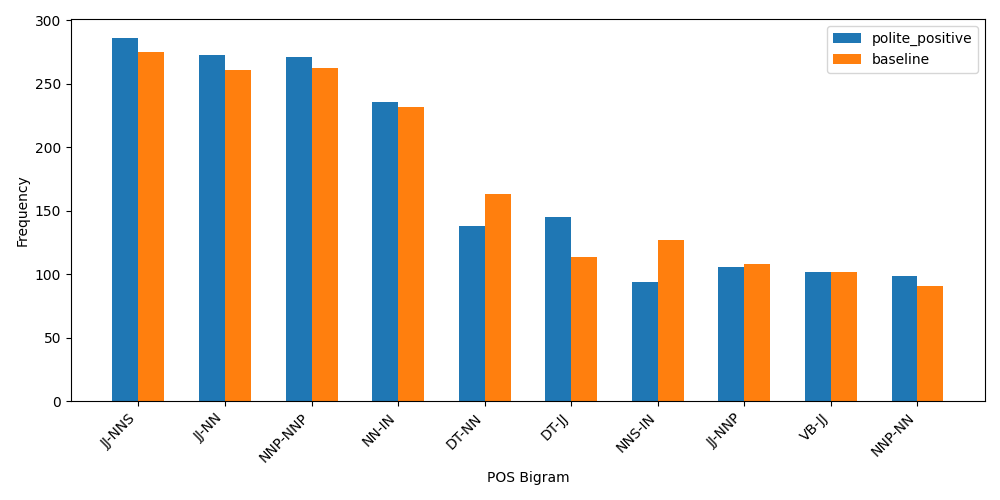 300
250
200
150
100
50
0
Frequency
polite_positive
baseline
JJ-NNS
JJ-NN
NNP-NNP
NN-IN
DT-NN
DT-JJ
NNS-IN
JJ-NNP
VB-JJ
NNP-NN
POS Bigram